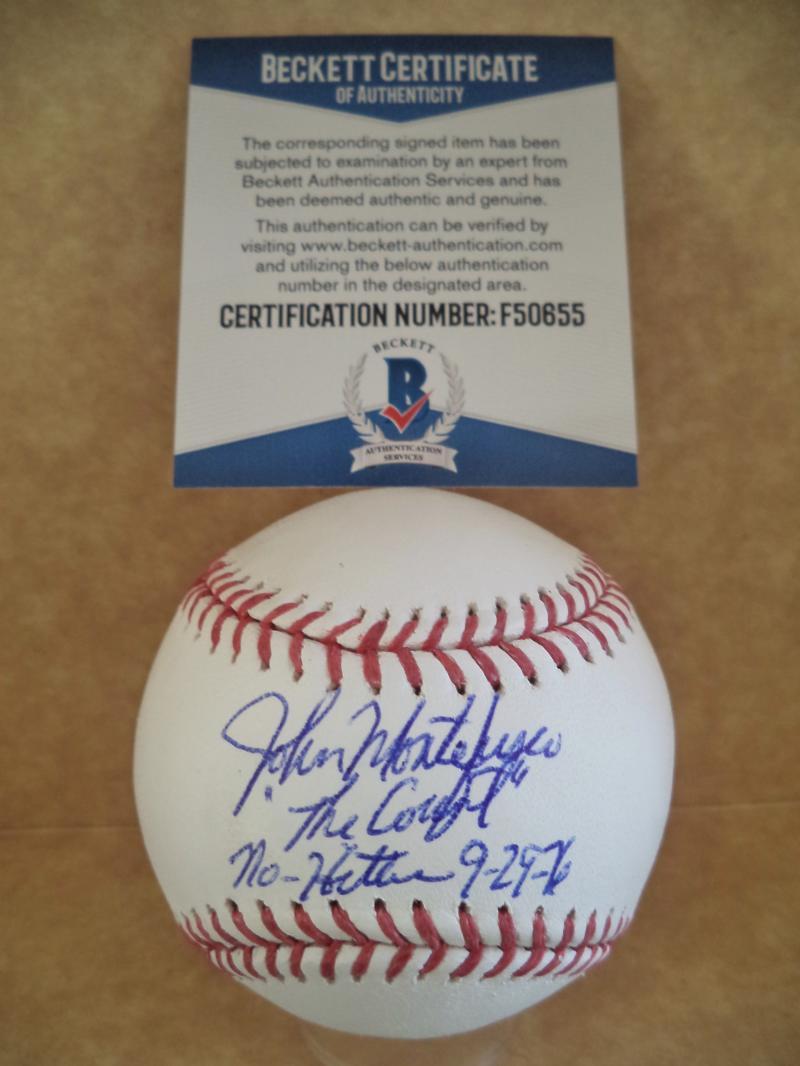 BECKETT CERTIFICATE
OF AUTHENTICITY
The corresponding signed item has been
subjected to examination by an expert from
Beckett Authentication Services and has
been deemed authentic and genuine.
This authentication can be verified by
visiting www.beckett-authentication.com
and utilizing the below authentication
number in the designated area.
CERTIFICATION NUMBER: F50655
BECKETT
B
AUTHENTICATION
SERVICES
John Montefusco
"The Count"
No-Hitter 9-29-76